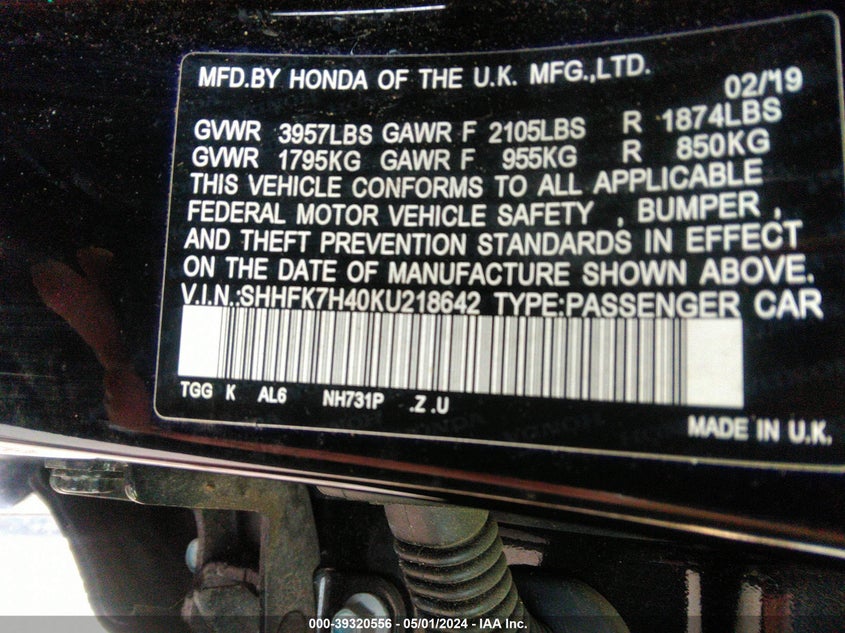 MFD.BY HONDA OF THE U.K. MFG.,LTD. 02/19
GVWR 3957LBS GAWR F 2105LBS R 1874LBS
GVWR 1795KG GAWR F 955KG R 850KG
THIS VEHICLE CONFORMS TO ALL APPLICABLE
FEDERAL MOTOR VEHICLE SAFETY , BUMPER ,
AND THEFT PREVENTION STANDARDS IN EFFECT
ON THE DATE OF MANUFACTURE SHOWN ABOVE.
V.I.N.:SHHFK7H40KU218642 TYPE:PASSENGER CAR
TGG K AL6 NH731P .Z .U
MADE IN U.K.
000-39320556 - 05/01/2024 - IAA Inc.